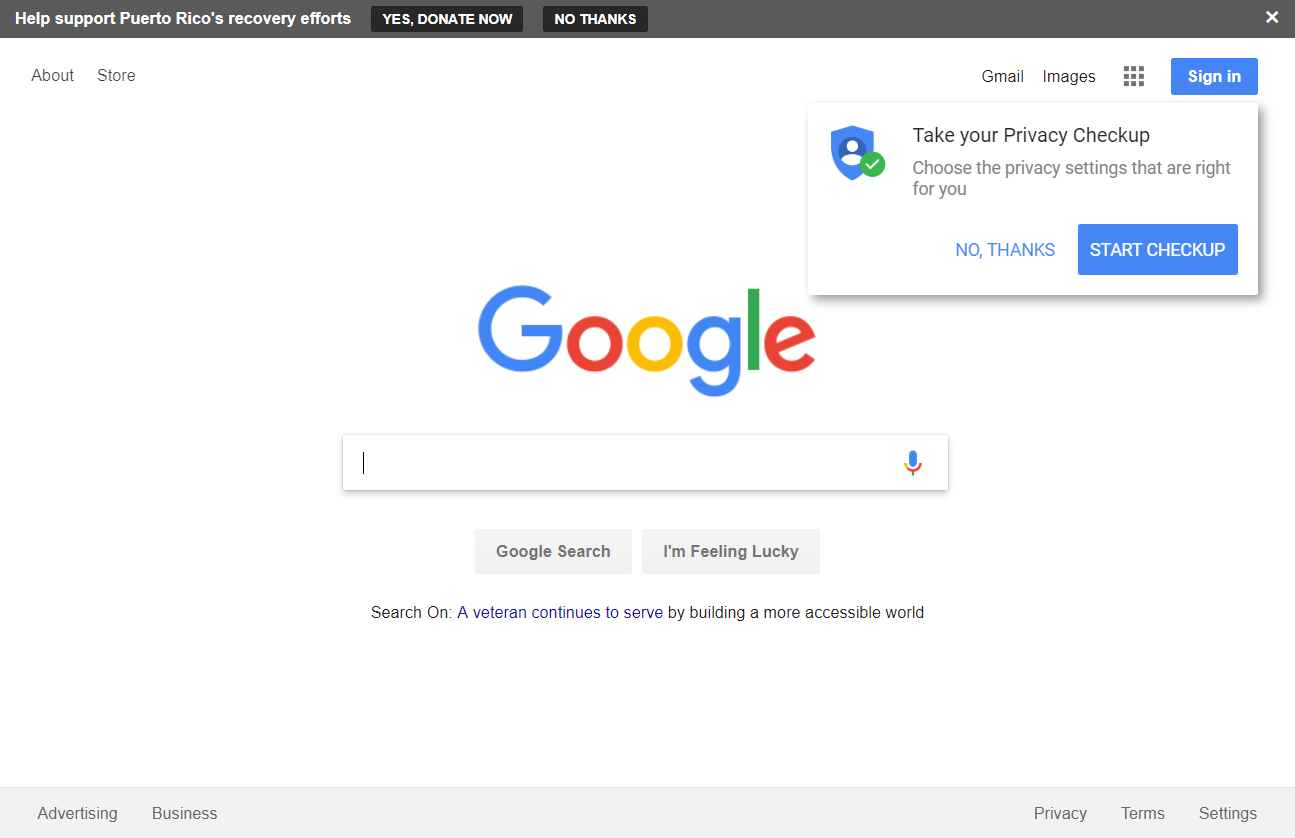 Help support Puerto Rico's recovery efforts YES, DONATE NOW NO THANKS
About Store Gmail Images Sign in
Take your Privacy Checkup
Choose the privacy settings that are right
for you
NO, THANKS START CHECKUP
Google
Google Search I'm Feeling Lucky
Search On: A veteran continues to serve by building a more accessible world
Advertising Business Privacy Terms Settings